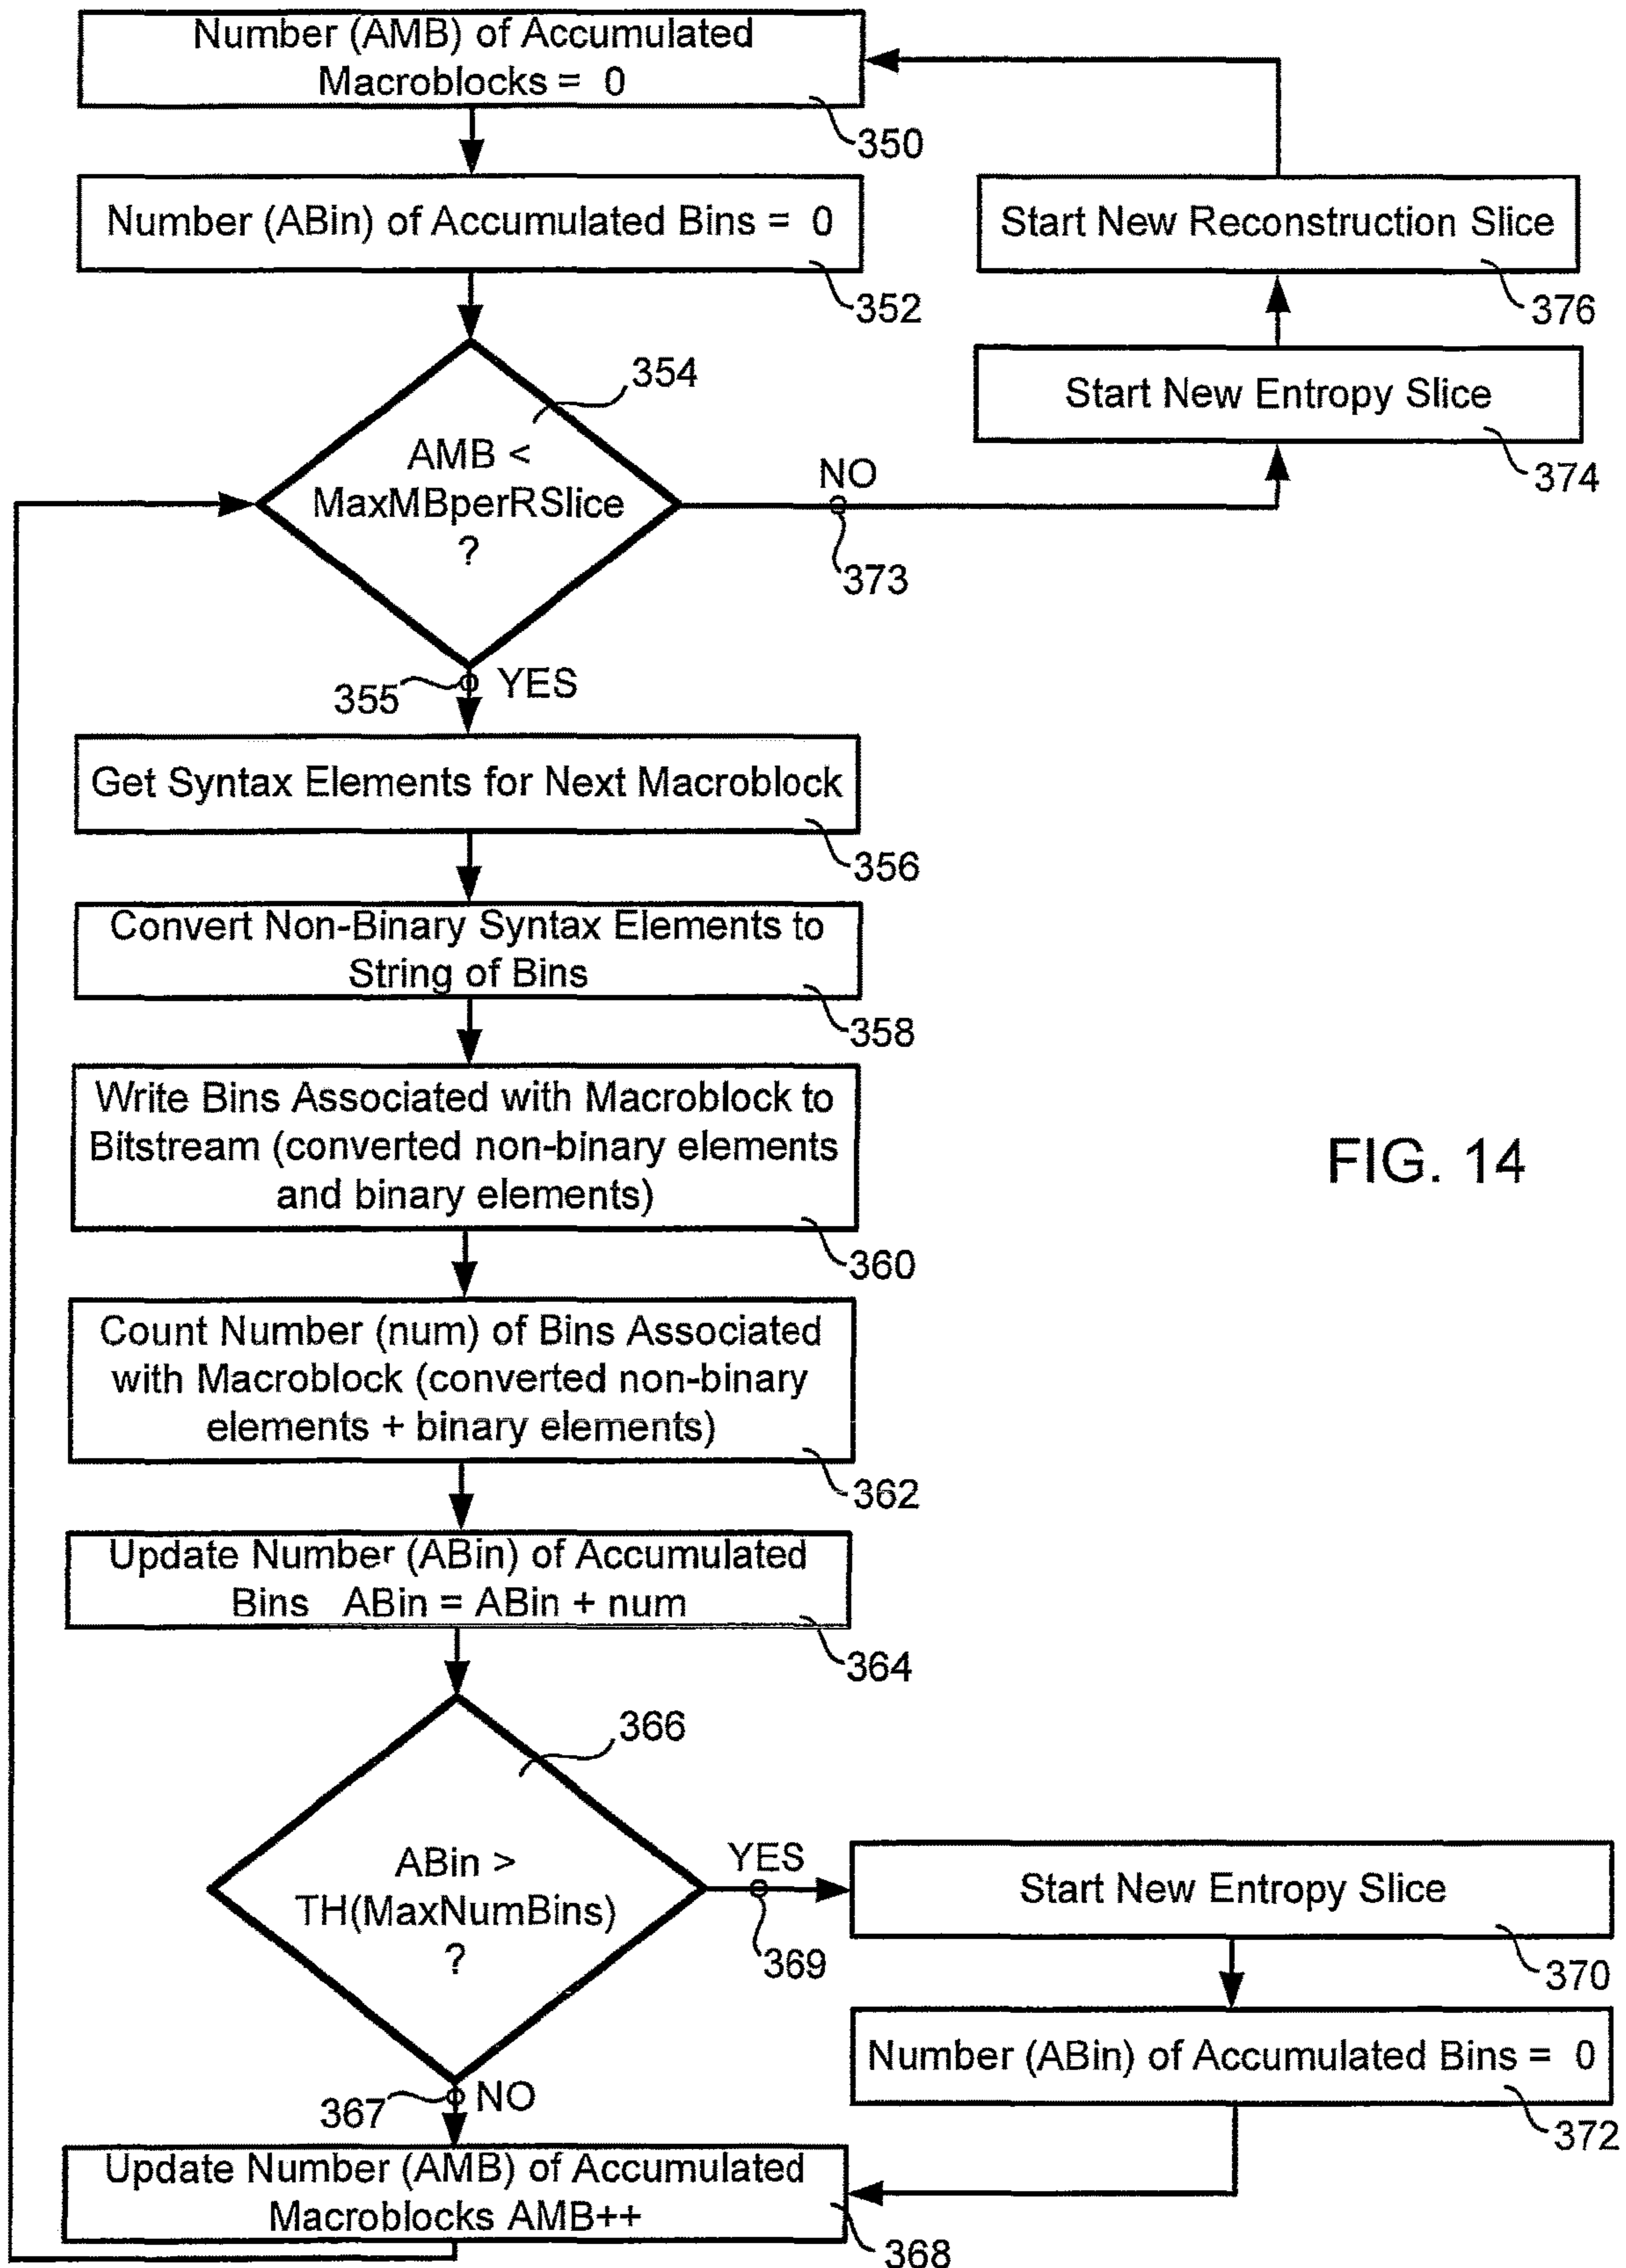 Number (AMB) of Accumulated
Macroblocks = 0
350
Number (ABin) of Accumulated Bins = 0
352
Start New Reconstruction Slice
376
Start New Entropy Slice
374
354
AMB <
MaxMBperRSlice
?
NO
373
355
YES
Get Syntax Elements for Next Macroblock
356
Convert Non-Binary Syntax Elements to
String of Bins
358
Write Bins Associated with Macroblock to
Bitstream (converted non-binary elements
and binary elements)
360
FIG. 14
Count Number (num) of Bins Associated
with Macroblock (converted non-binary
elements + binary elements)
362
Update Number (ABin) of Accumulated
Bins ABin = ABin + num
364
366
ABin >
TH(MaxNumBins)
?
YES
369
Start New Entropy Slice
370
Number (ABin) of Accumulated Bins = 0
372
367
NO
Update Number (AMB) of Accumulated
Macroblocks AMB++
368